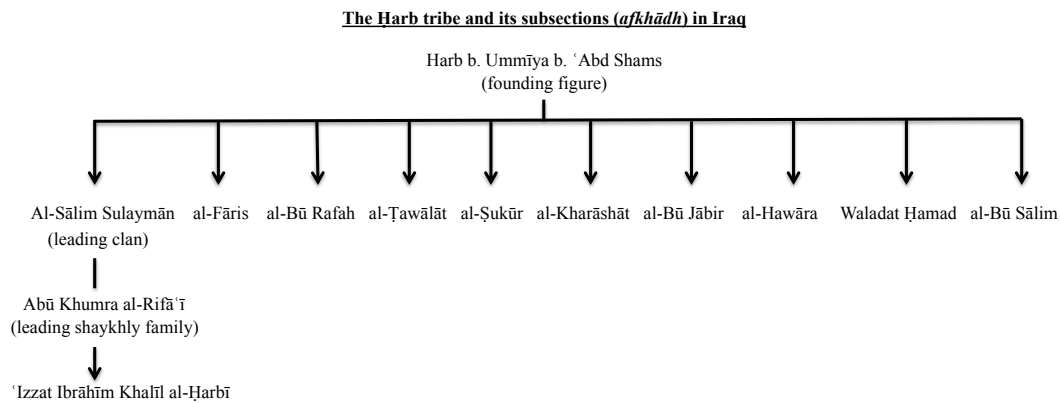 The Ḥarb tribe and its subsections (afkhādh) in Iraq
Harb b. Ummīya b. ʿAbd Shams
(founding figure)
Al-Sālim Sulaymān al-Fāris al-Bū Rafah al-Ṭawālāt al-Ṣukūr al-Kharāshāt al-Bū Jābir al-Hawāra Waladat Ḥamad al-Bū Sālim
(leading clan)
Abū Khumra al-Rifāʿī
(leading shaykhly family)
ʿIzzat Ibrāhīm Khalīl al-Ḥarbī